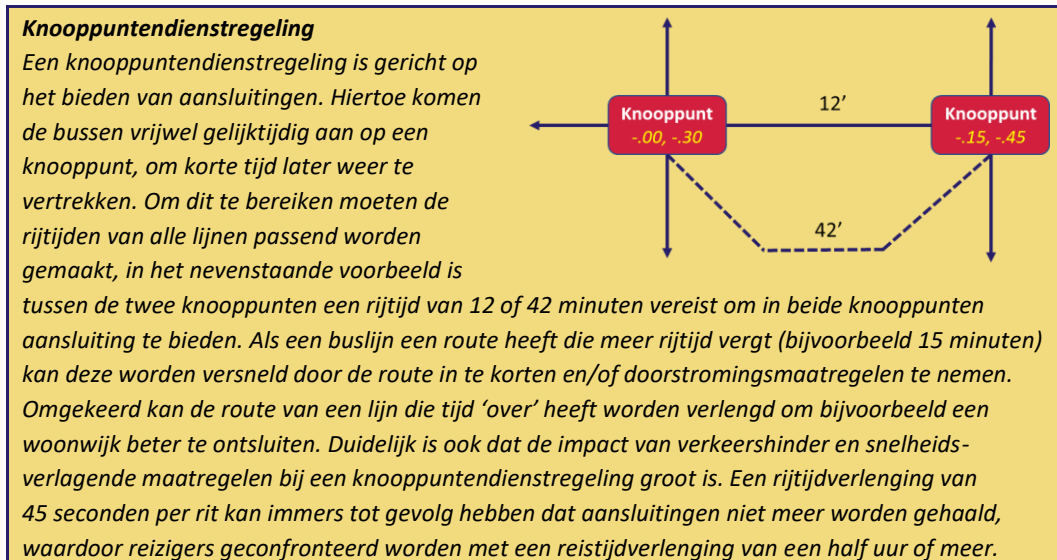 Knooppuntendienstregeling
Een knooppuntendienstregeling is gericht op
het bieden van aansluitingen. Hiertoe komen
de bussen vrijwel gelijktijdig aan op een
knooppunt, om korte tijd later weer te
vertrekken. Om dit te bereiken moeten de
rijtijden van alle lijnen passend worden
gemaakt, in het nevenstaande voorbeeld is
tussen de twee knooppunten een rijtijd van 12 of 42 minuten vereist om in beide knooppunten
aansluiting te bieden. Als een buslijn een route heeft die meer rijtijd vergt (bijvoorbeeld 15 minuten)
kan deze worden versneld door de route in te korten en/of doorstromingsmaatregelen te nemen.
Omgekeerd kan de route van een lijn die tijd ‘over’ heeft worden verlengd om bijvoorbeeld een
woonwijk beter te ontsluiten. Duidelijk is ook dat de impact van verkeershinder en snelheids-
verlagende maatregelen bij een knooppuntendienstregeling groot is. Een rijtijdverlenging van
45 seconden per rit kan immers tot gevolg hebben dat aansluitingen niet meer worden gehaald,
waardoor reizigers geconfronteerd worden met een reistijdverlenging van een half uur of meer.
Knooppunt
-.00, -.30
12’
Knooppunt
-.15, -.45
42’